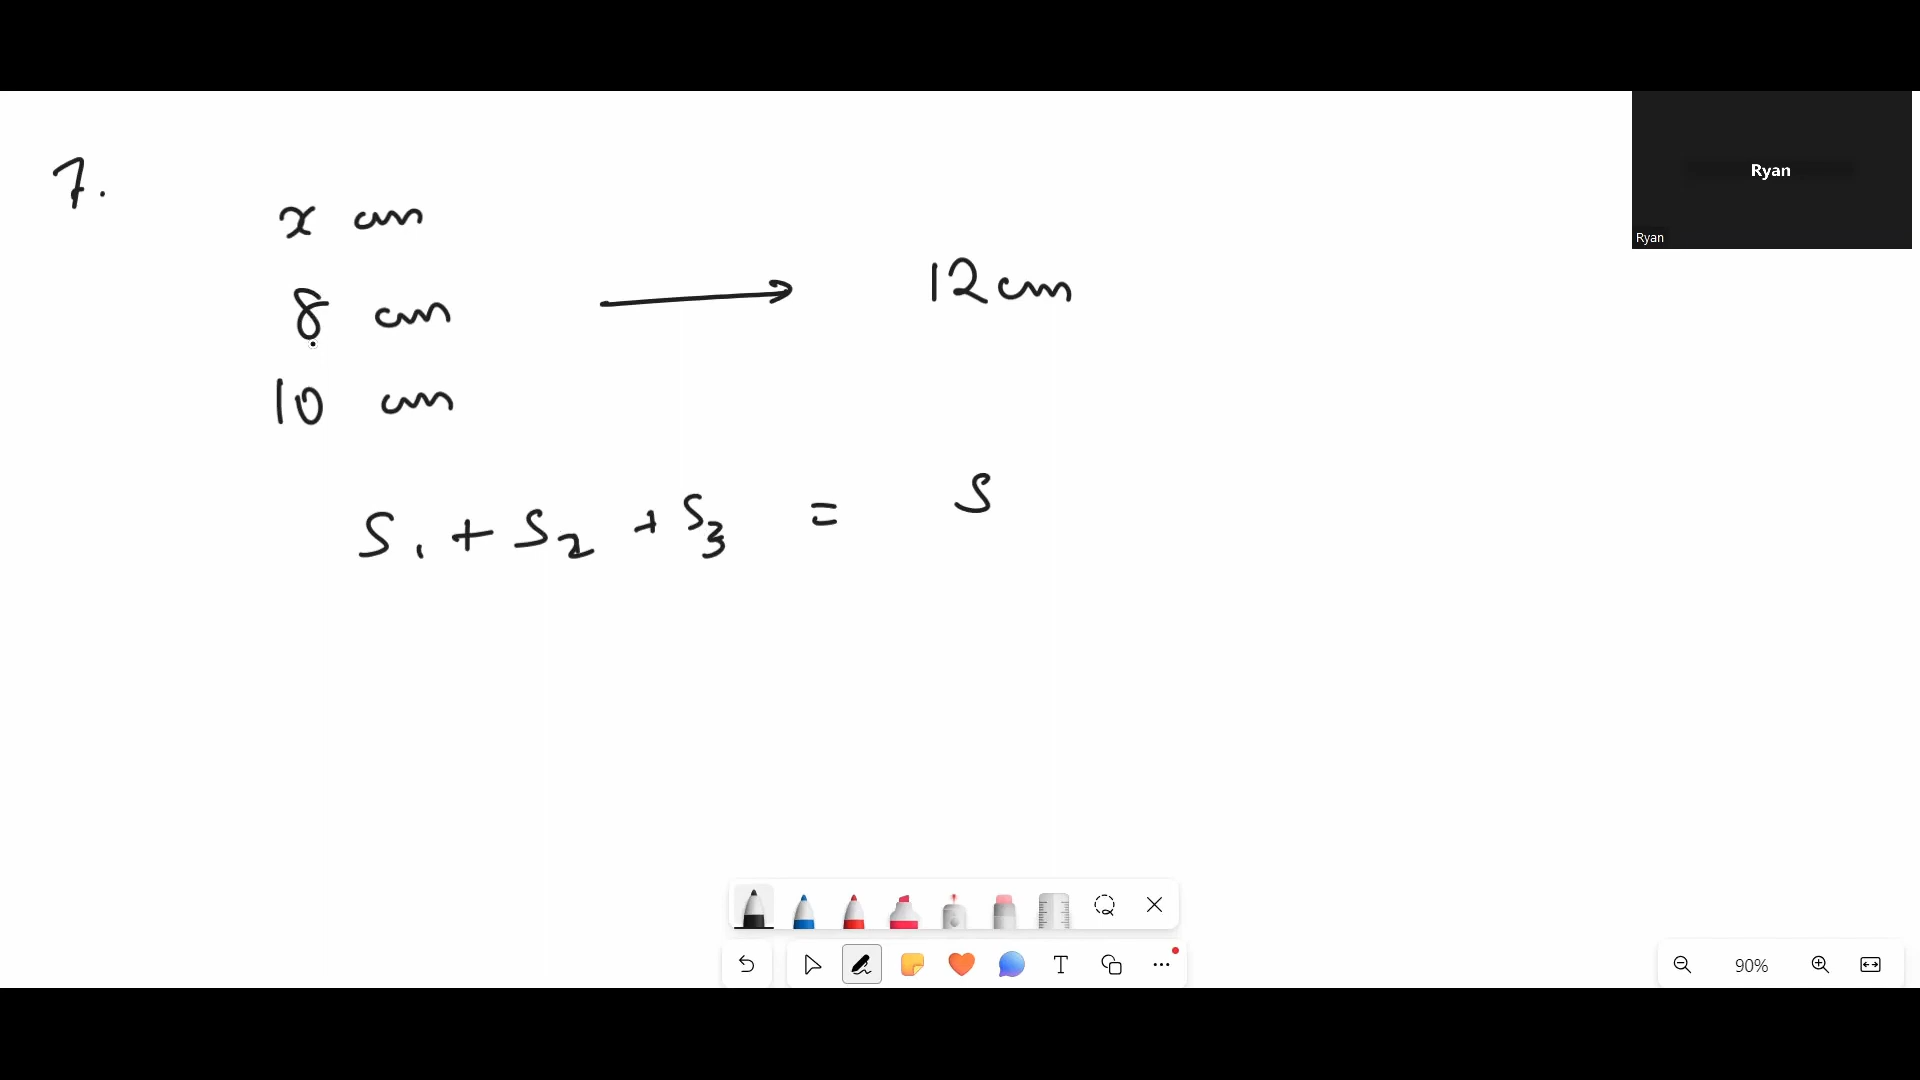 7.
x cm
8 cm
10 cm
12 cm
S₁ + S₂ + S₃ = S
Ryan
Ryan
T
90%